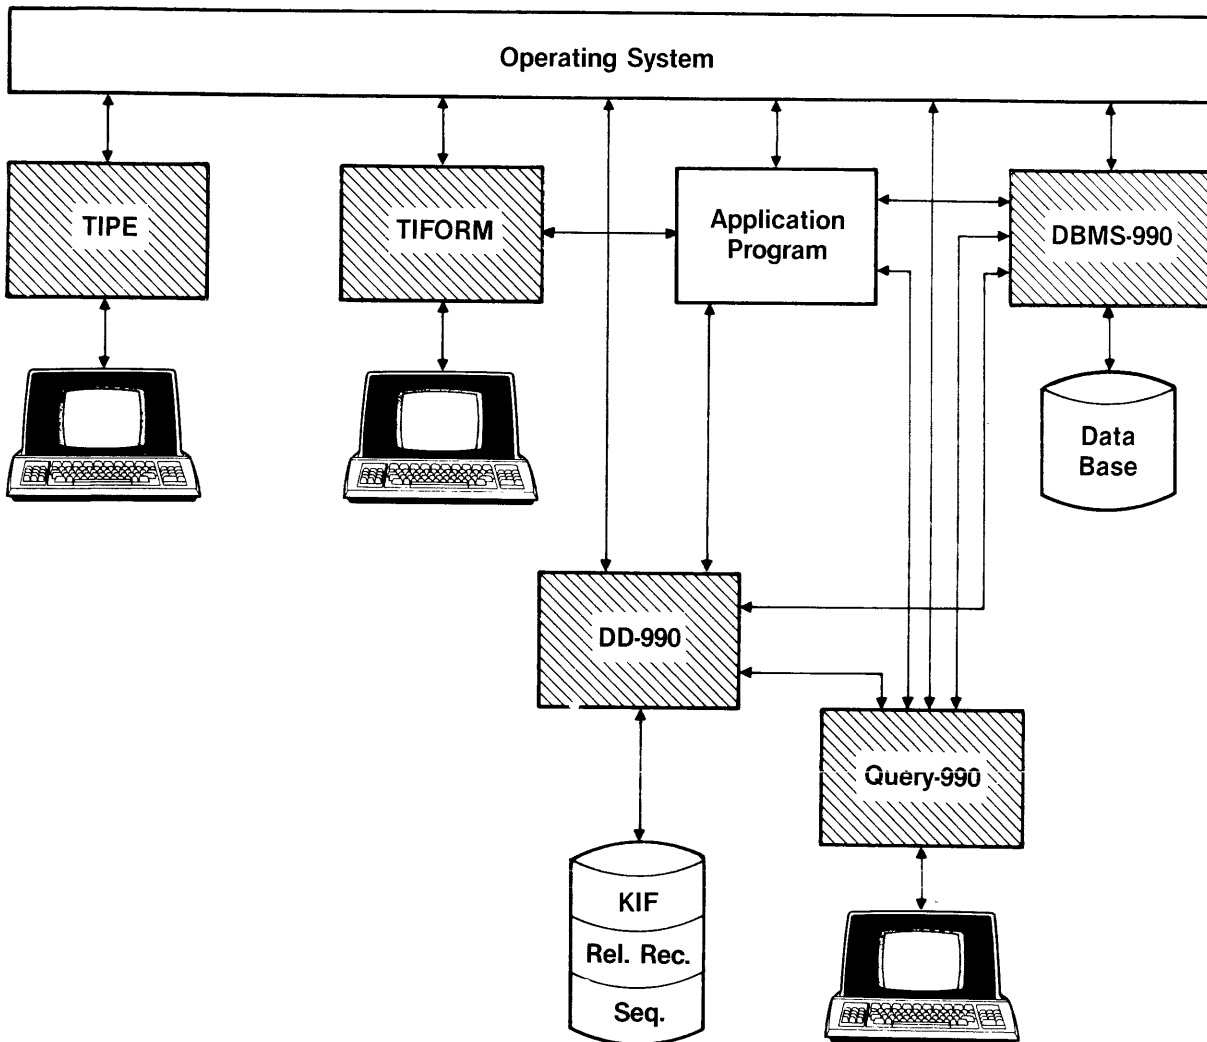 Operating System
TIPE
TIFORM
Application
Program
DBMS-990
Data
Base
DD-990
Query-990
KIF
Rel. Rec.
Seq.